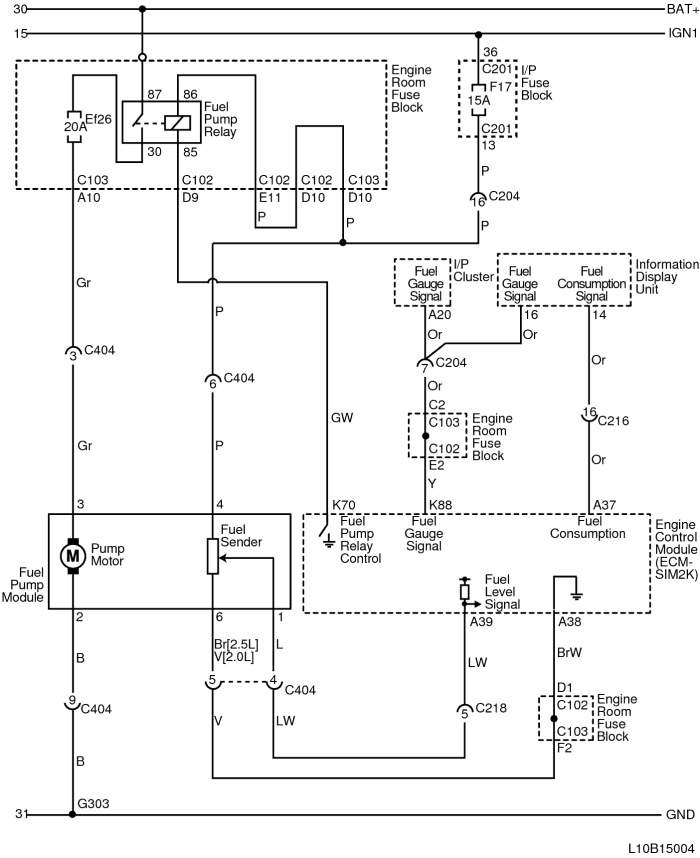 30 BAT+
15 IGN1
36
C201
F17
15A
C201
13
I/P
Fuse
Block
Engine
Room
Fuse
Block
87 86
Ef26
20A
Fuel
Pump
Relay
30 85
C103 C102 C102 C102 C103
A10 D9 E11 D10 D10
P
P
P
16 C204
P
Gr
P
I/P
Cluster
Fuel
Gauge
Signal
Fuel
Gauge
Signal
Fuel
Consumption
Signal
Information
Display
Unit
A20 16 14
Or Or
Or
7 C204
Or
3 C404
6 C404
C2
C103
C102
E2
Engine
Room
Fuse
Block
16
C216
Or
Gr
P
GW
Y
3 4 K70 K88 A37
Fuel
Pump
Relay
Control
Fuel
Gauge
Signal
Fuel
Consumption
Engine
Control
Module
(ECM-
SIM2K)
M
Pump
Motor
Fuel
Sender
Fuel
Pump
Module
Fuel
Level
Signal
2 6 1 A39 A38
B
Br[2.5L]
V[2.0L]
L
LW
BrW
9 C404
5 4 C404
5 C218
D1
C102
C103
F2
Engine
Room
Fuse
Block
V
LW
B
G303
31 GND
L10B15004